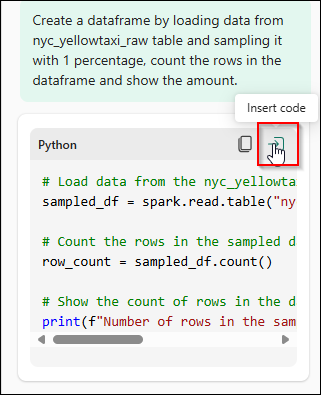 Create a dataframe by loading data from
nyc_yellowtaxi_raw table and sampling it
with 1 percentage, count the rows in the
dataframe and show the amount.
Insert code
Python
# Load data from the nyc_yellowta
sampled_df = spark.read.table("ny
# Count the rows in the sampled d
row_count = sampled_df.count()
# Show the count of rows in the d
print(f"Number of rows in the sam